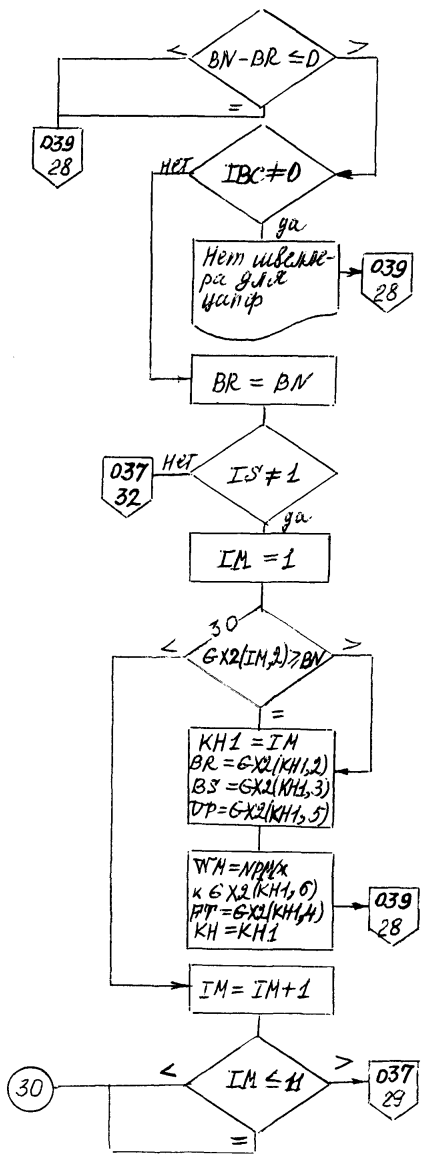 < BN-BR ≤0 >
=
039
28
IBC≠0
нет
да
Нет швелле-
ра для
цапф
039
28
BR = BN
037
32
Нет
IS≠1
да
IM = 1
30
< GX2(IM,2)≥BN >
=
KH1 = IM
BR=GX2(KH1,2)
BS=GX2(KH1,3)
DP=GX2(KH1,5)
WM=NPM×
× GX2(KH1,6)
FT=GX2(KH1,4)
KH=KH1
039
28
IM= IM+1
30
< IM ≤ 11 >
=
037
29